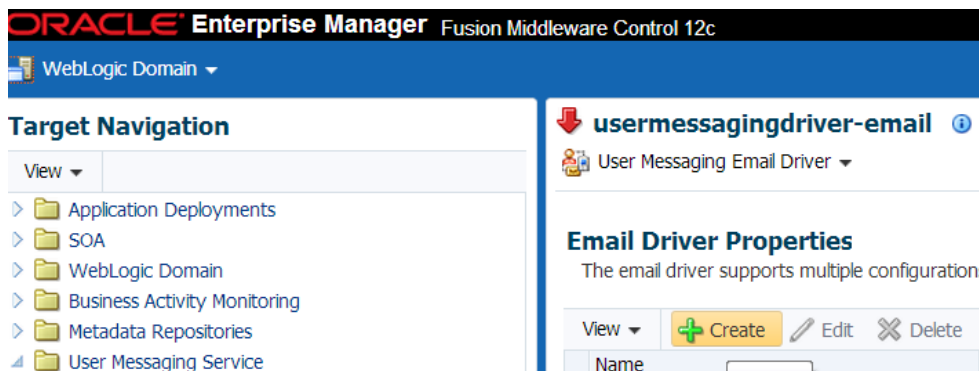 ORACLE Enterprise Manager Fusion Middleware Control 12c
WebLogic Domain
Target Navigation
View
Application Deployments
SOA
WebLogic Domain
Business Activity Monitoring
Metadata Repositories
User Messaging Service
usermessagingdriver-email
User Messaging Email Driver
Email Driver Properties
The email driver supports multiple configuration
View Create Edit Delete
Name